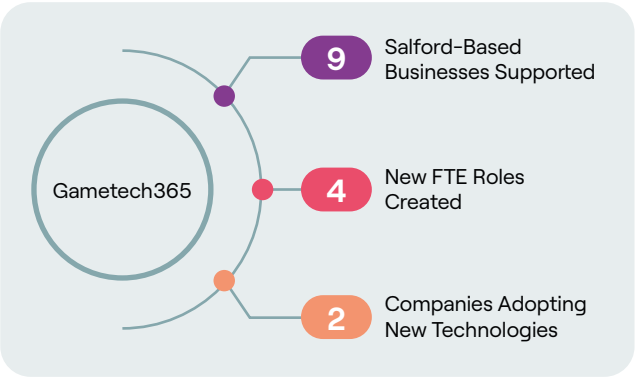 Gametech365
9
Salford-Based
Businesses Supported
4
New FTE Roles
Created
2
Companies Adopting
New Technologies